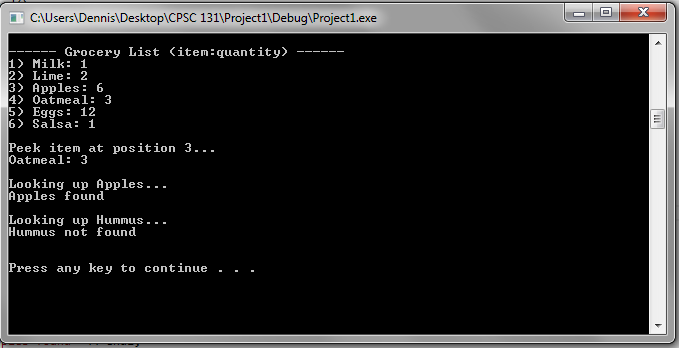 C:\Users\Dennis\Desktop\CPSC 131\Project1\Debug\Project1.exe
------ Grocery List (item:quantity) ------
1) Milk: 1
2) Lime: 2
3) Apples: 6
4) Oatmeal: 3
5) Eggs: 12
6) Salsa: 1
Peek item at position 3...
Oatmeal: 3
Looking up Apples...
Apples found
Looking up Hummus...
Hummus not found
Press any key to continue . . .